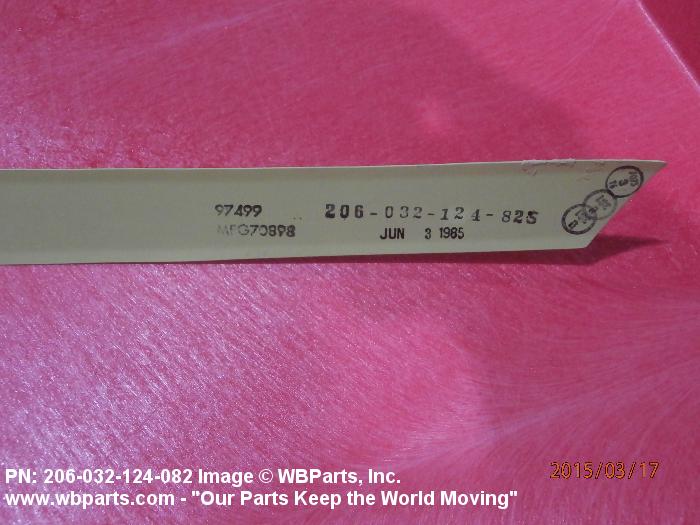 97499 206-032-124-82S
MFG70898 JUN 3 1985
2015/03/17
PN: 206-032-124-082 Image © WBParts, Inc.
www.wbparts.com - "Our Parts Keep the World Moving"